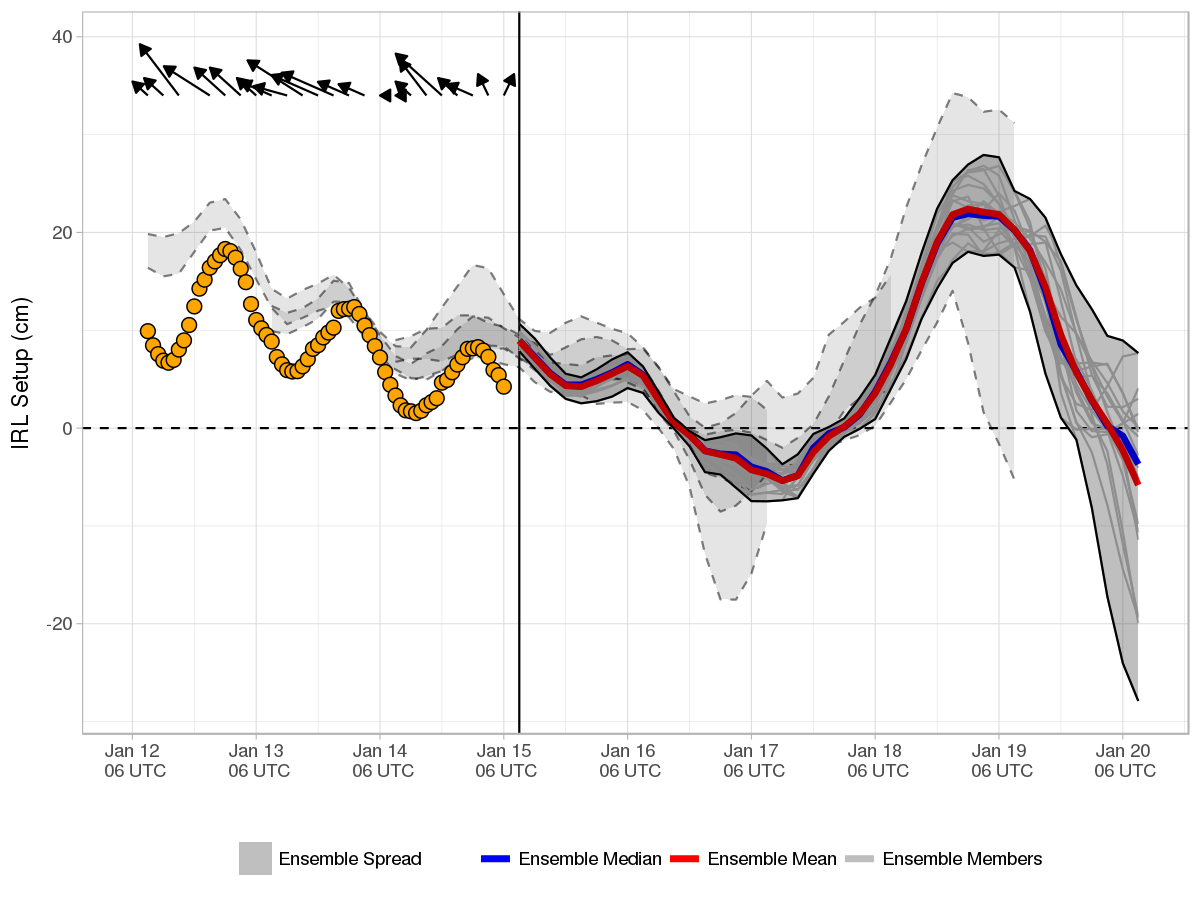 IRL Setup (cm)
40
20
0
-20
Jan 12 Jan 13 Jan 14 Jan 15 Jan 16 Jan 17 Jan 18 Jan 19 Jan 20
06 UTC 06 UTC 06 UTC 06 UTC 06 UTC 06 UTC 06 UTC 06 UTC 06 UTC
Ensemble Spread Ensemble Median Ensemble Mean Ensemble Members